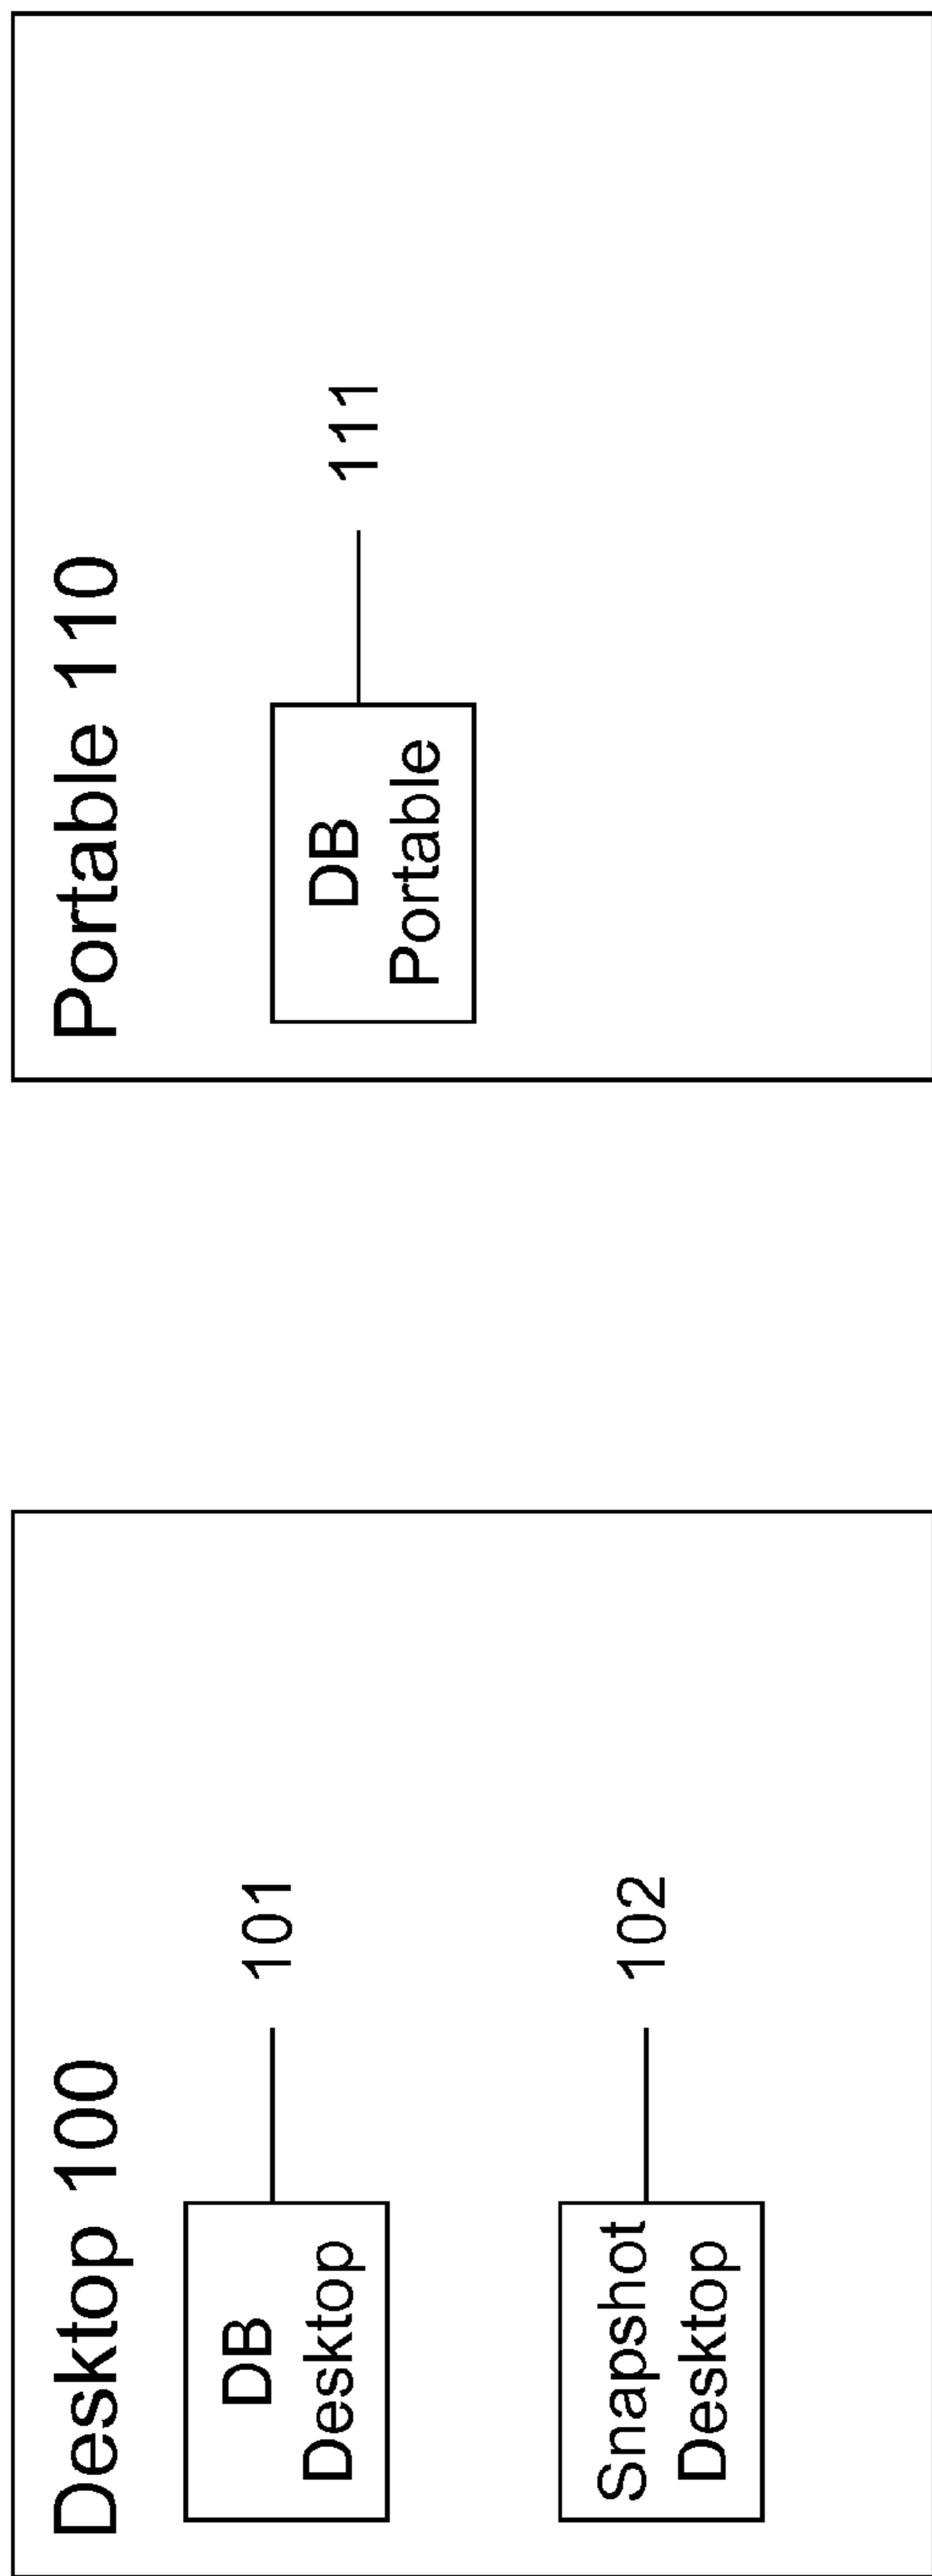 Desktop 100
DB
Desktop
101
Snapshot
Desktop
102
Portable 110
DB
Portable
111